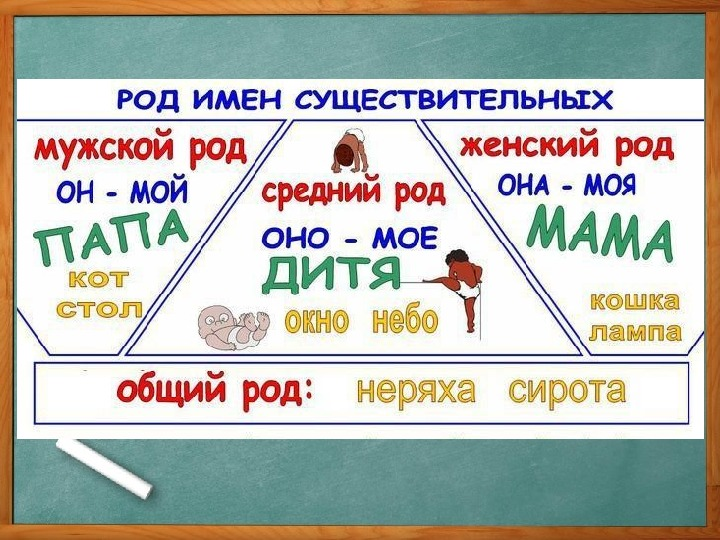 РОД ИМЕН СУЩЕСТВИТЕЛЬНЫХ
мужской род
ОН - МОЙ
ПАПА
кот
стол
средний род
ОНО - МОЕ
ДИТЯ
окно небо
женский род
ОНА - МОЯ
МАМА
кошка
лампа
общий род: неряха сирота